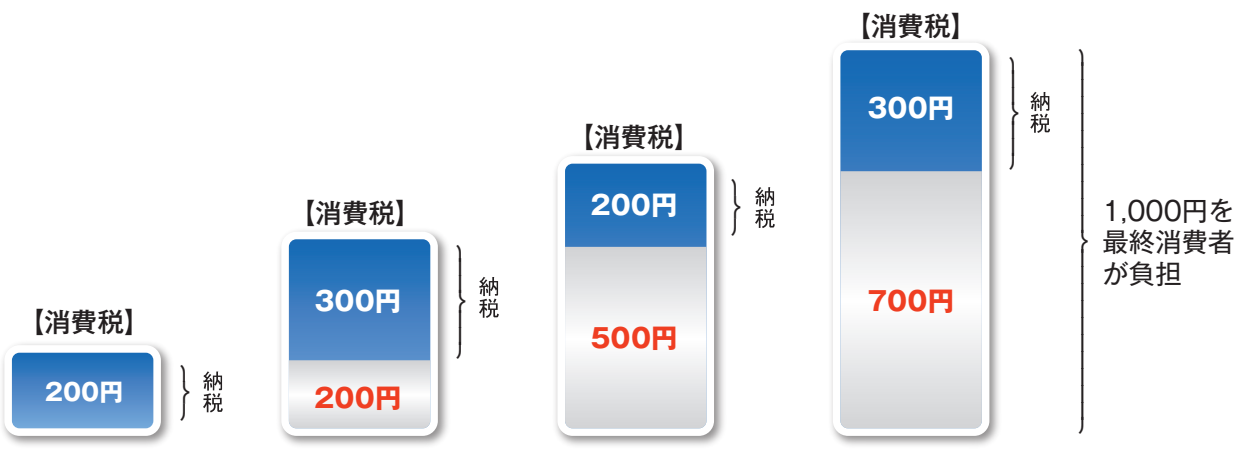 【消費税】
200円
納税
【消費税】
300円
200円
納税
【消費税】
200円
500円
納税
【消費税】
300円
700円
納税
1,000円を
最終消費者
が負担